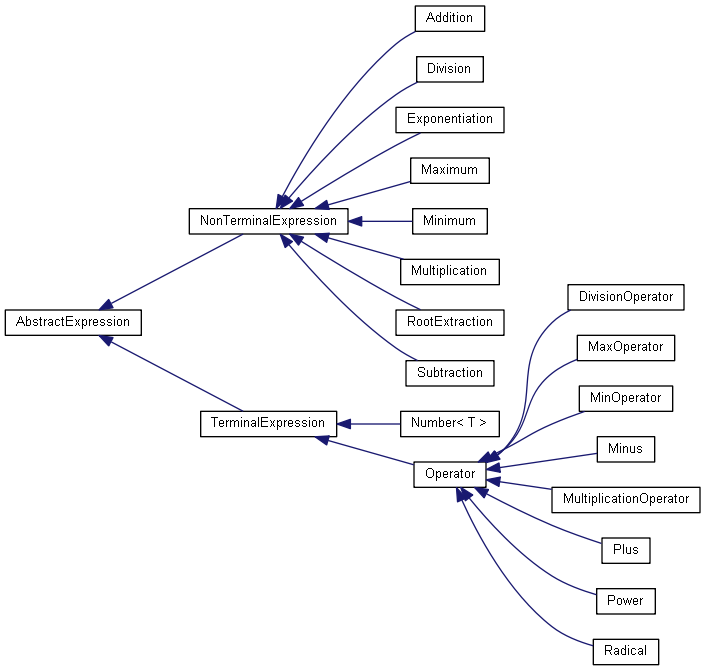 Addition
Division
Exponentiation
Maximum
NonTerminalExpression
Minimum
Multiplication
DivisionOperator
AbstractExpression
RootExtraction
MaxOperator
Subtraction
MinOperator
TerminalExpression
Number< T >
Minus
Operator
MultiplicationOperator
Plus
Power
Radical